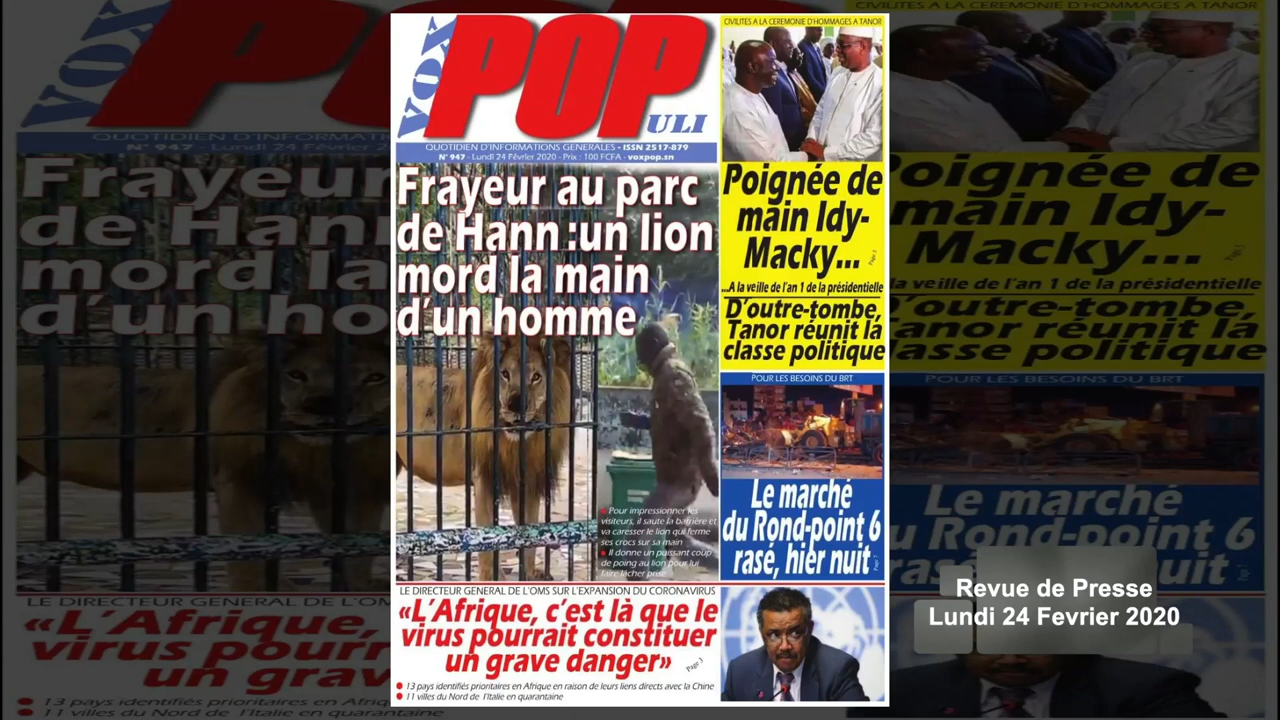 VOX
POP
ULI
QUOTIDIEN D'INFORMATIONS GENERALES - ISSN 2517-879
N° 947 - Lundi 24 Février 2020 - Prix : 100 FCFA - voxpop.sn
Frayeur au parc
de Hann :un lion
mord la main
d'un homme
Pour impressionner les
visiteurs, il saute la barrière et
va caresser le lion qui ferme
ses crocs sur sa main
Il donne un puissant coup
de poing au lion pour lui
faire lâcher prise
CIVILITES A LA CEREMONIE D'HOMMAGES A TANOR
Poignée de
main Idy-
Macky...
...A la veille de l'an 1 de la présidentielle
D'outre-tombe,
Tanor réunit la
classe politique
POUR LES BESOINS DU BRT
Le marché
du Rond-point 6
rasé, hier nuit
LE DIRECTEUR GENERAL DE L'OMS SUR L'EXPANSION DU CORONAVIRUS
«L'Afrique, c'est là que le
virus pourrait constituer
un grave danger»
Page 3
13 pays identifiés prioritaires en Afrique en raison de leurs liens directs avec la Chine
11 villes du Nord de l'Italie en quarantaine
Revue de Presse
Lundi 24 Fevrier 2020